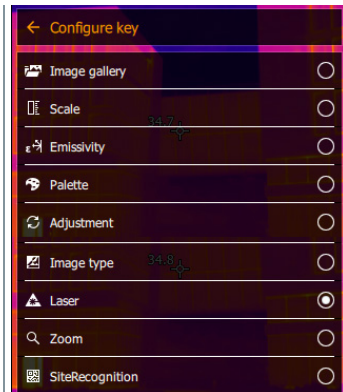 Configure key
Image gallery
Scale
34.7
Emissivity
Palette
Adjustment
Image type
34.8
Laser
Zoom
SiteRecognition